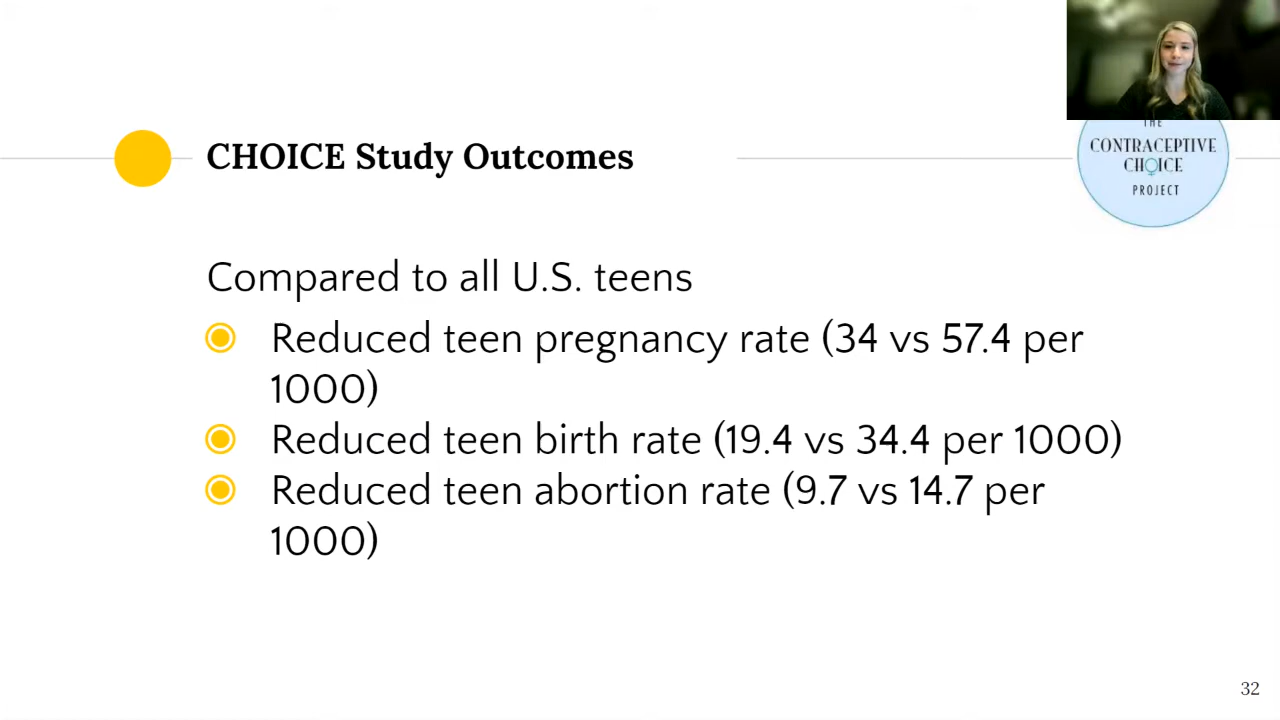 CHOICE Study Outcomes
THE
CONTRACEPTIVE
CHOICE
PROJECT
Compared to all U.S. teens
Reduced teen pregnancy rate (34 vs 57.4 per
1000)
Reduced teen birth rate (19.4 vs 34.4 per 1000)
Reduced teen abortion rate (9.7 vs 14.7 per
1000)
32